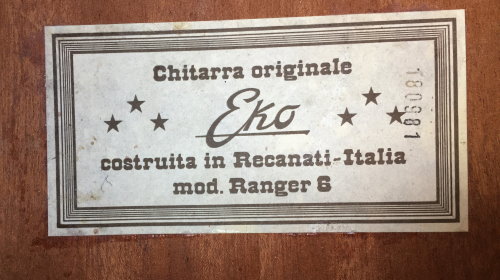 Chitarra originale
Eko
costruita in Recanati-Italia
mod. Ranger 6
180981